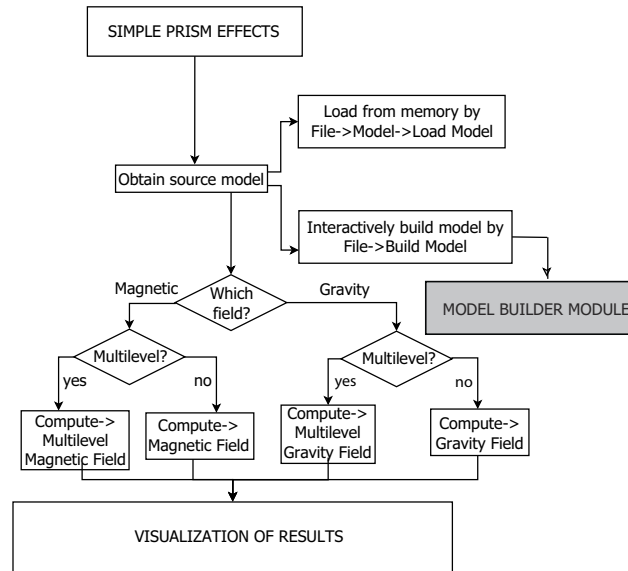 SIMPLE PRISM EFFECTS
Load from memory by
File->Model->Load Model
Obtain source model
Interactively build model by
File->Build Model
MODEL BUILDER MODULE
Magnetic
Which
field?
Gravity
Multilevel?
Multilevel?
yes
no
yes
no
Compute->
Multilevel
Magnetic Field
Compute->
Magnetic Field
Compute->
Multilevel
Gravity Field
Compute->
Gravity Field
VISUALIZATION OF RESULTS